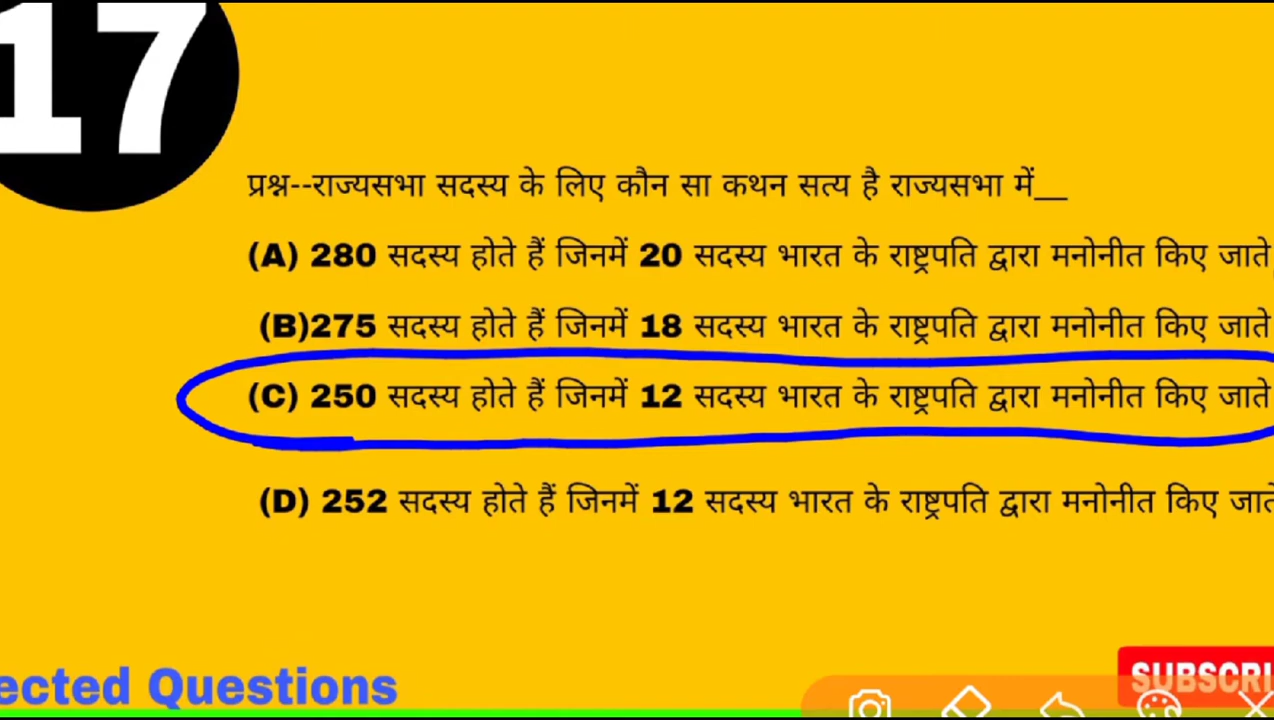 17
प्रश्न--राज्यसभा सदस्य के लिए कौन सा कथन सत्य है राज्यसभा में__
(A) 280 सदस्य होते हैं जिनमें 20 सदस्य भारत के राष्ट्रपति द्वारा मनोनीत किए जाते
(B)275 सदस्य होते हैं जिनमें 18 सदस्य भारत के राष्ट्रपति द्वारा मनोनीत किए जाते
(C) 250 सदस्य होते हैं जिनमें 12 सदस्य भारत के राष्ट्रपति द्वारा मनोनीत किए जाते
(D) 252 सदस्य होते हैं जिनमें 12 सदस्य भारत के राष्ट्रपति द्वारा मनोनीत किए जाते
ected Questions
SUBSCRI